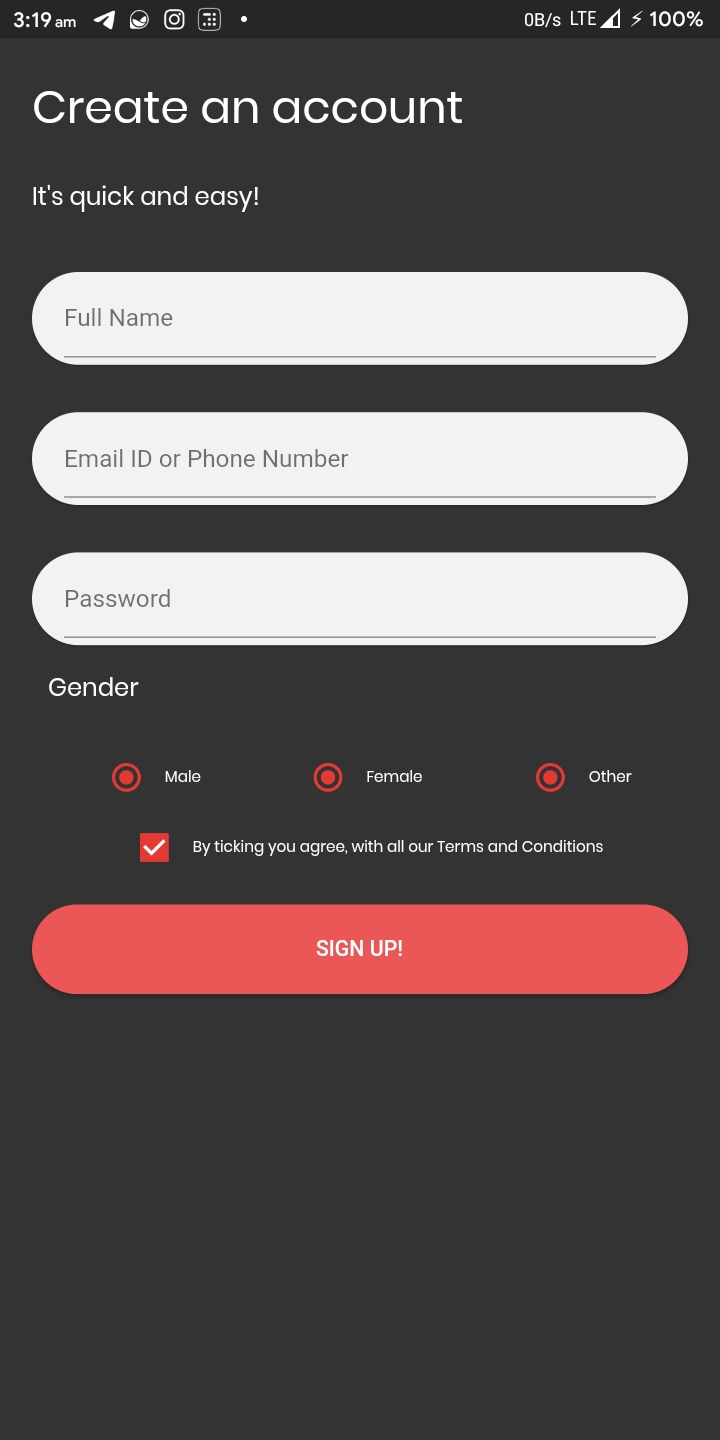 3:19 am 0B/s LTE 100%
Create an account
It's quick and easy!
Full Name
Email ID or Phone Number
Password
Gender
Male Female Other
By ticking you agree, with all our Terms and Conditions
SIGN UP!